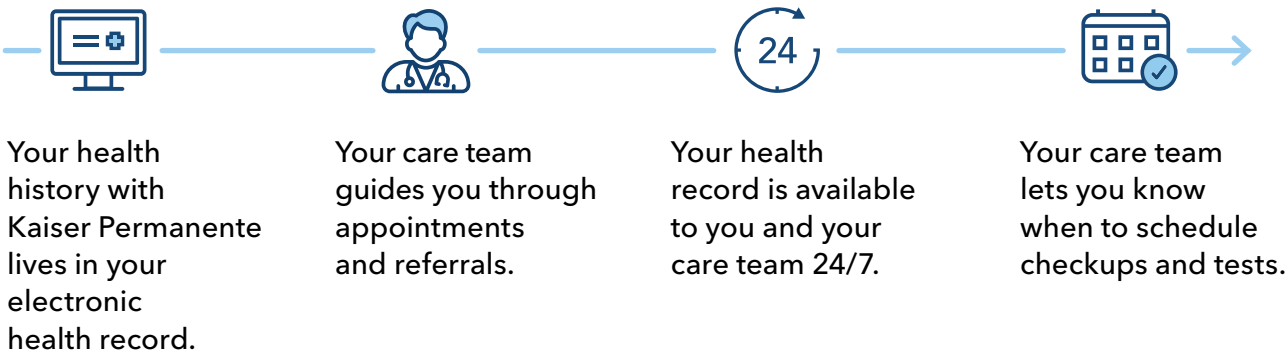 24
Your health
history with
Kaiser Permanente
lives in your
electronic
health record.
Your care team
guides you through
appointments
and referrals.
Your health
record is available
to you and your
care team 24/7.
Your care team
lets you know
when to schedule
checkups and tests.